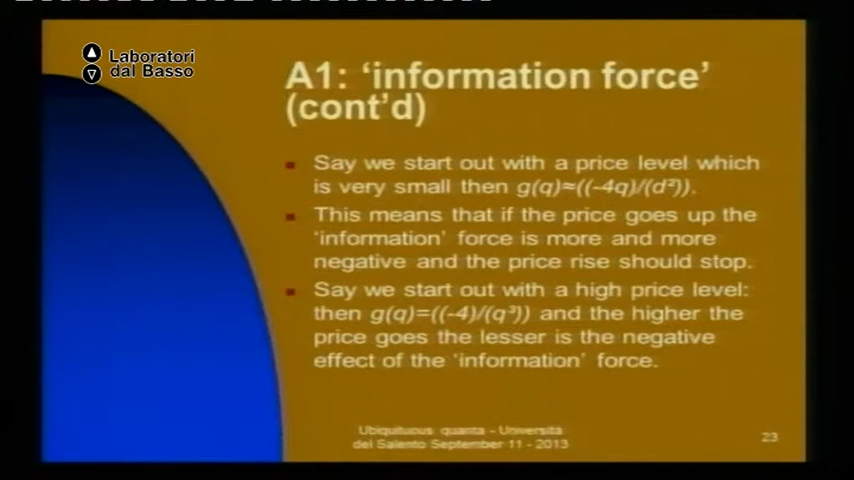 Laboratori
dal Basso
A1: ‘information force’
(cont’d)
Say we start out with a price level which
is very small then g(q)≈((-4q)/(d²)).
This means that if the price goes up the
‘information’ force is more and more
negative and the price rise should stop.
Say we start out with a high price level:
then g(q)=((-4)/(q³)) and the higher the
price goes the lesser is the negative
effect of the ‘information’ force.
Ubiquituous quanta - Università
del Salento September 11 - 2013
23